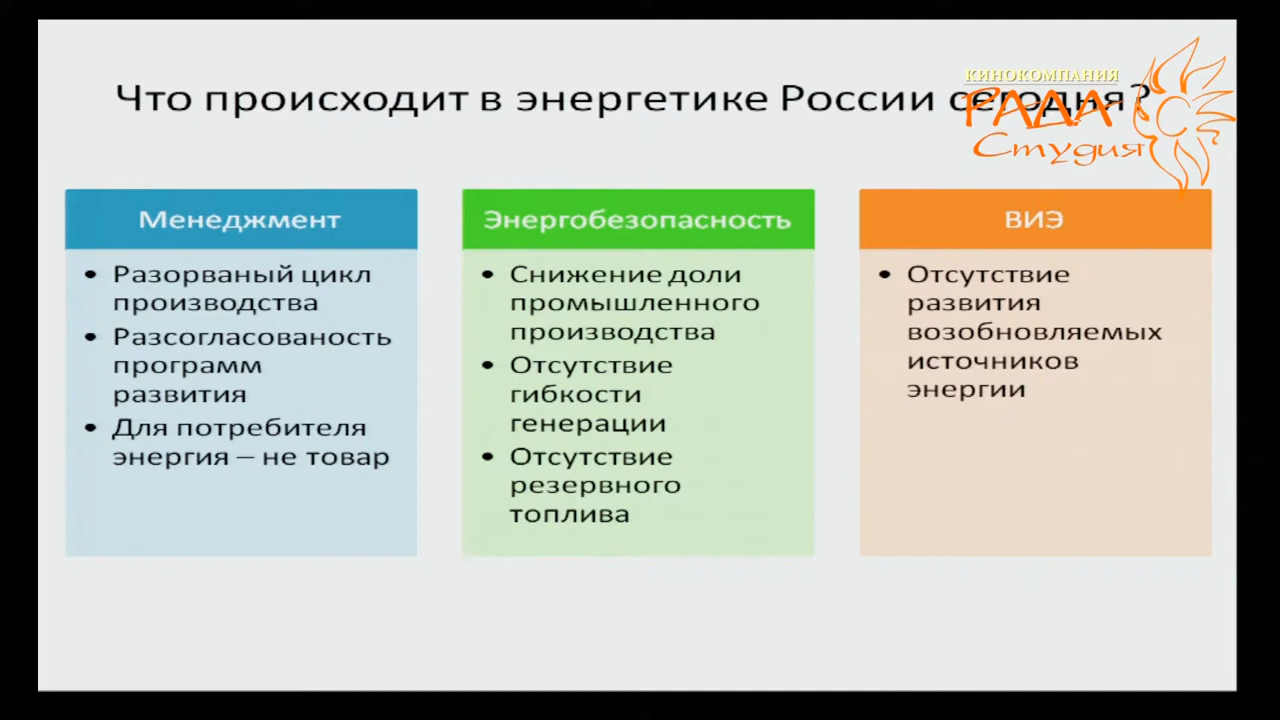 Что происходит в энергетике России сегодня?
КИНОКОМПАНИЯ
РАДА
Студия
Менеджмент
• Разорваный цикл
производства
• Разсогласованость
программ
развития
• Для потребителя
энергия – не товар
Энергобезопасность
• Снижение доли
промышленного
производства
• Отсутствие
гибкости
генерации
• Отсутствие
резервного
топлива
ВИЭ
• Отсутствие
развития
возобновляемых
источников
энергии